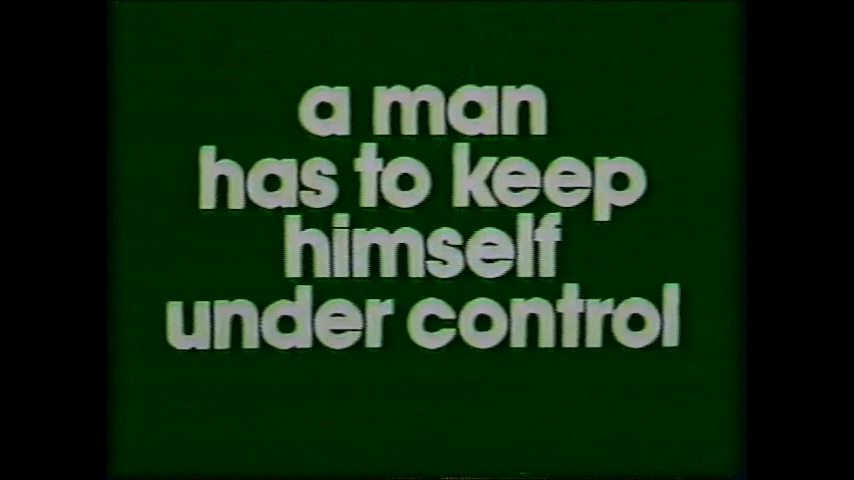 a man
has to keep
himself
under control